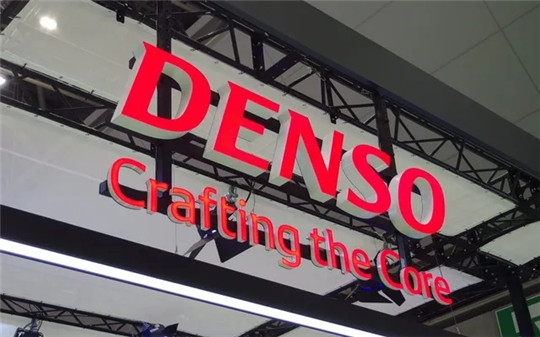 DENSO
Crafting the Core